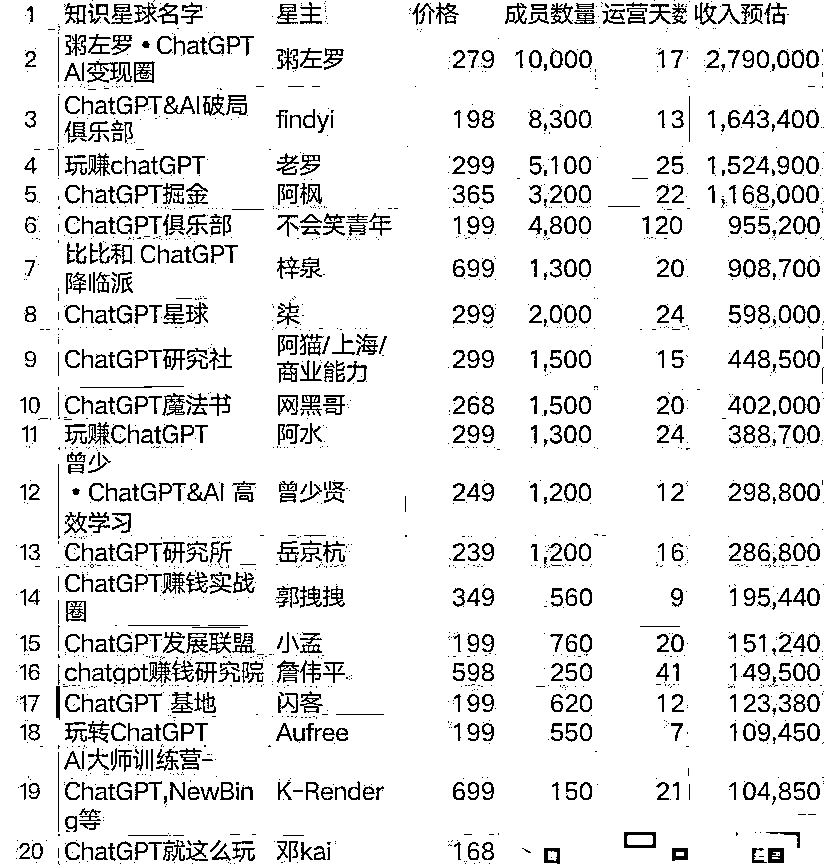 1 知识星球名字 星主 价格 成员数量 运营天数 收入预估
粥左罗•ChatGPT
2 AI变现圈 粥左罗 279 10,000 17 2,790,000
ChatGPT&AI破局
3 俱乐部 findyi 198 8,300 13 1,643,400
4 玩赚chatGPT 老罗 299 5,100 25 1,524,900
5 ChatGPT掘金 阿枫 365 3,200 22 1,168,000
6 ChatGPT俱乐部 不会笑青年 199 4,800 120 955,200
比比和 ChatGPT
7 降临派 梓泉 699 1,300 20 908,700
8 ChatGPT星球 柒 299 2,000 24 598,000
9 ChatGPT研究社 阿猫/上海/ 299 1,500 15 448,500
商业能力
10 ChatGPT魔法书 网黑哥 268 1,500 20 402,000
11 玩赚ChatGPT 阿水 299 1,300 24 388,700
曾少
12 •ChatGPT&AI 高 曾少贤 249 1,200 12 298,800
效学习
13 ChatGPT研究所 岳京杭 239 1,200 16 286,800
ChatGPT赚钱实战
14 圈 郭拽拽 349 560 9 195,440
15 ChatGPT发展联盟 小孟 199 760 20 151,240
16 chatgpt赚钱研究院 詹伟平 598 250 41 149,500
17 ChatGPT 基地 闪客 199 620 12 123,380
18 玩转ChatGPT Aufree 199 550 7 109,450
AI大师训练营-
19 ChatGPT,NewBin K-Render 699 150 21 104,850
g等
20 ChatGPT就这么玩 邓kai 168